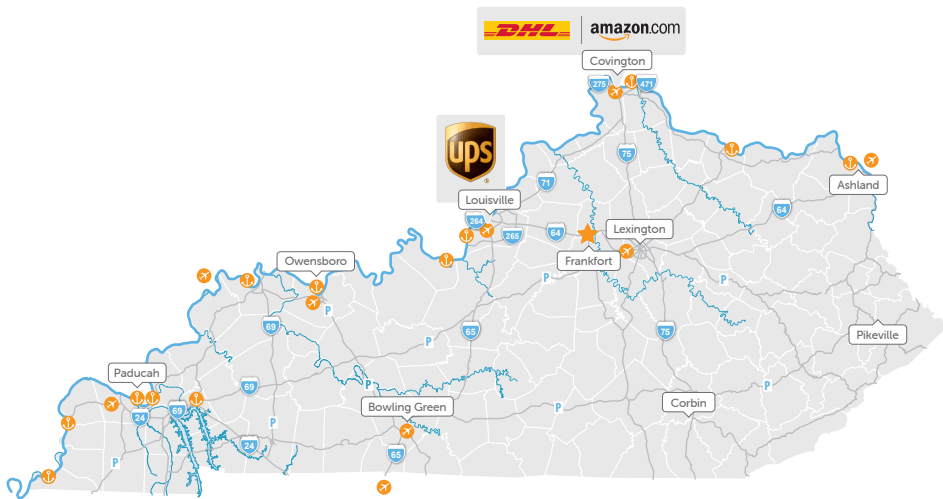 DHL
amazon.com
Covington
275
471
ups
75
71
Ashland
Louisville
264
265
64
64
Lexington
Frankfort
Owensboro
P
P
P
69
65
P
75
Pikeville
Paducah
69
P
P
24
69
Bowling Green
P
Corbin
P
24
65
P